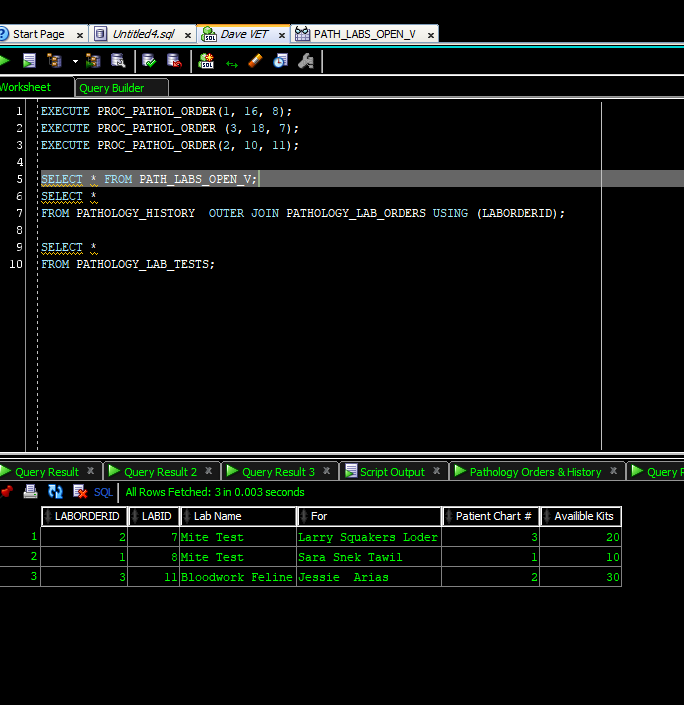 ? Start Page x Untitled4.sql x Dave VET x PATH_LABS_OPEN_V x
Worksheet Query Builder
1 EXECUTE PROC_PATHOL_ORDER(1, 16, 8);
2 EXECUTE PROC_PATHOL_ORDER (3, 18, 7);
3 EXECUTE PROC_PATHOL_ORDER(2, 10, 11);
4
5 SELECT * FROM PATH_LABS_OPEN_V;
6 SELECT *
7 FROM PATHOLOGY_HISTORY  OUTER JOIN PATHOLOGY_LAB_ORDERS USING (LABORDERID);
8
9 SELECT *
10 FROM PATHOLOGY_LAB_TESTS;
Query Result x Query Result 2 x Query Result 3 x Script Output x Pathology Orders & History x Query R
SQL All Rows Fetched: 3 in 0.003 seconds
LABORDERID LABID Lab Name For Patient Chart # Availible Kits
1 2 7 Mite Test Larry Squakers Loder 3 20
2 1 8 Mite Test Sara Snek Tawil 1 10
3 3 11 Bloodwork Feline Jessie  Arias 2 30